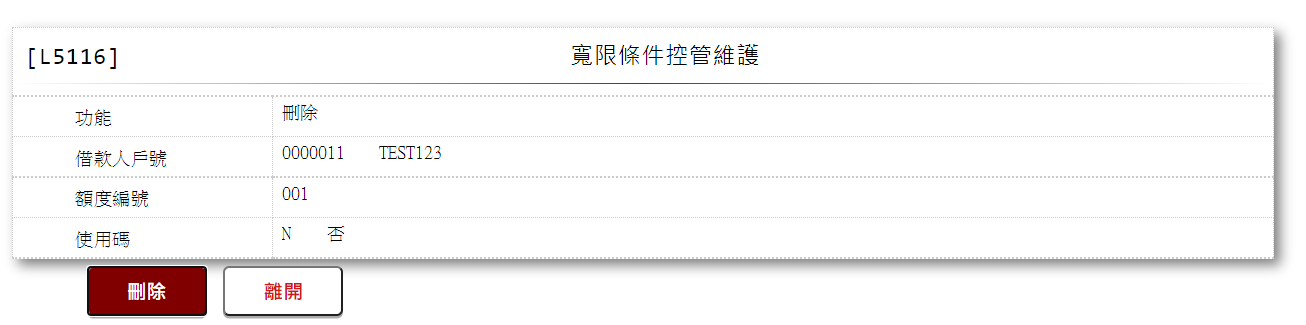 [L5116] 寬限條件控管維護
功能 刪除
借款人戶號 0000011 TEST123
額度編號 001
使用碼 N 否
刪除 離開